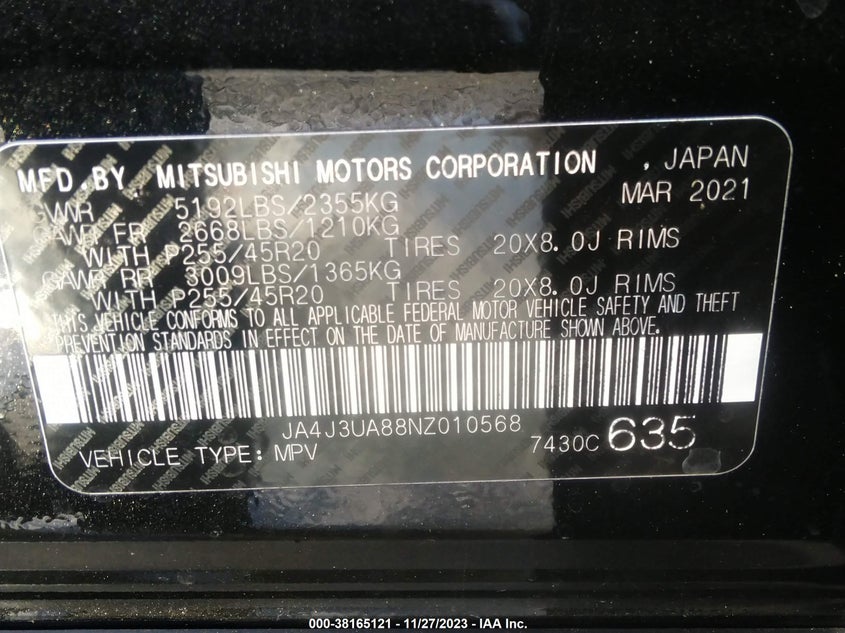 MFD. BY MITSUBISHI MOTORS CORPORATION , JAPAN
MAR 2021
GVWR 5192LBS/2355KG
GAWR FR 2668LBS/1210KG
WITH P255/45R20 TIRES 20X8.0J RIMS
GAWR RR 3009LBS/1365KG
WITH P255/45R20 TIRES 20X8.0J RIMS
THIS VEHICLE CONFORMS TO ALL APPLICABLE FEDERAL MOTOR VEHICLE SAFETY AND THEFT
PREVENTION STANDARDS IN EFFECT ON THE DATE OF MANUFACTURE SHOWN ABOVE.
JA4J3UA88NZ010568
VEHICLE TYPE: MPV 7430C 635
000-38165121 - 11/27/2023 - IAA Inc.